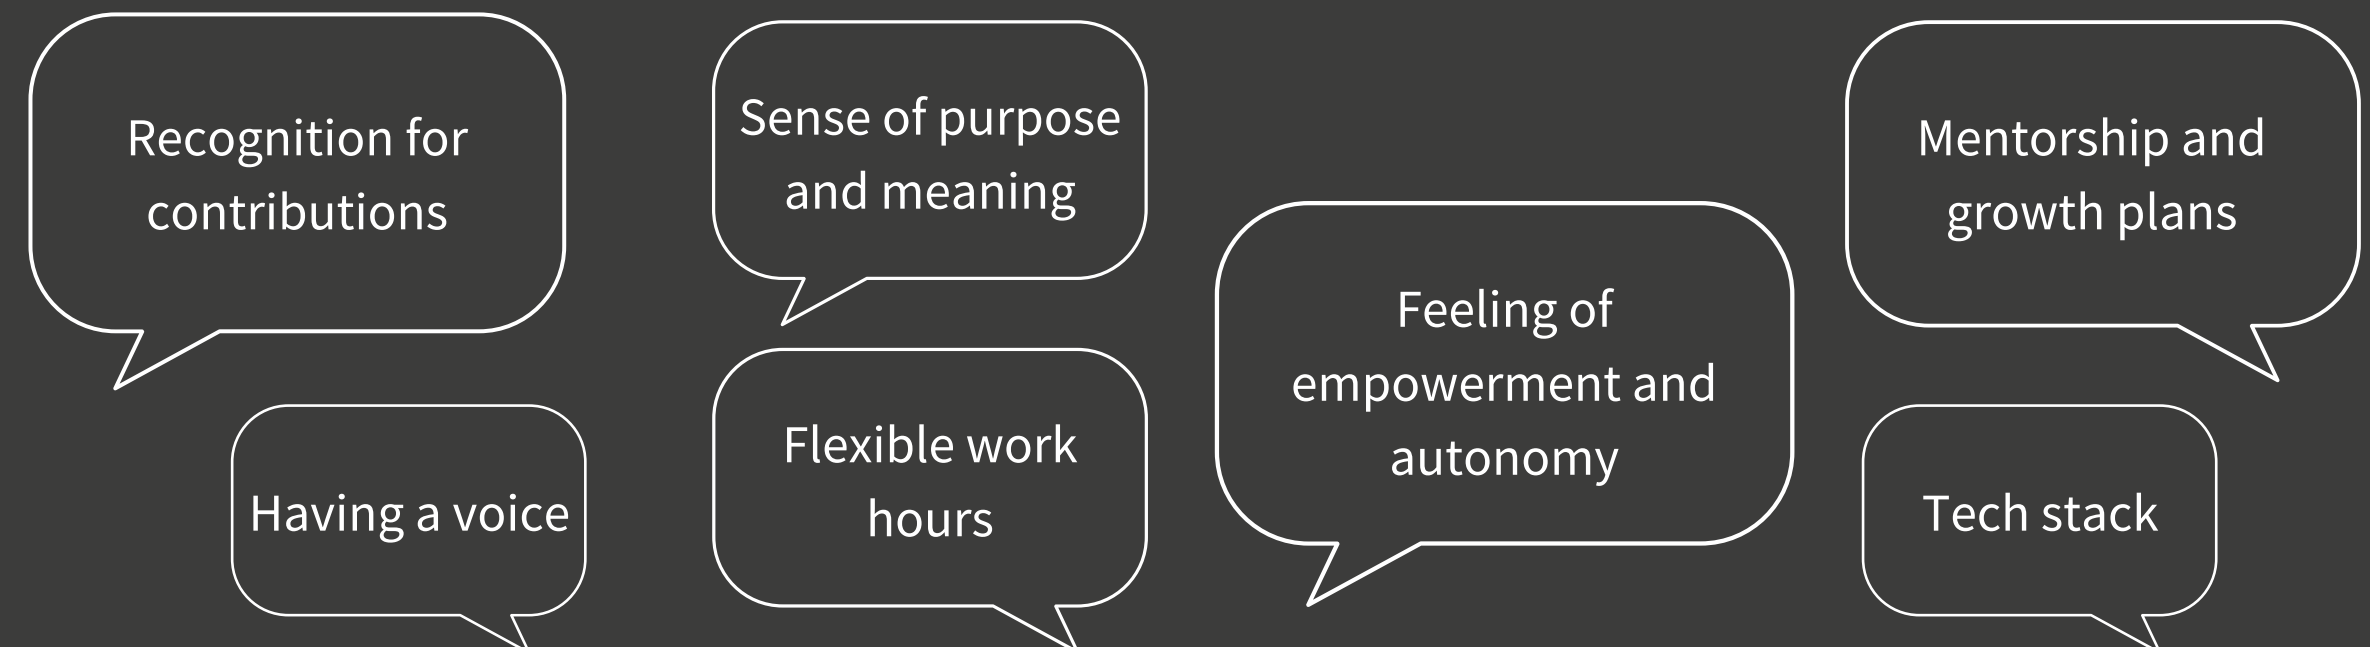 Recognition for
contributions
Having a voice
Sense of purpose
and meaning
Flexible work
hours
Feeling of
empowerment and
autonomy
Mentorship and
growth plans
Tech stack